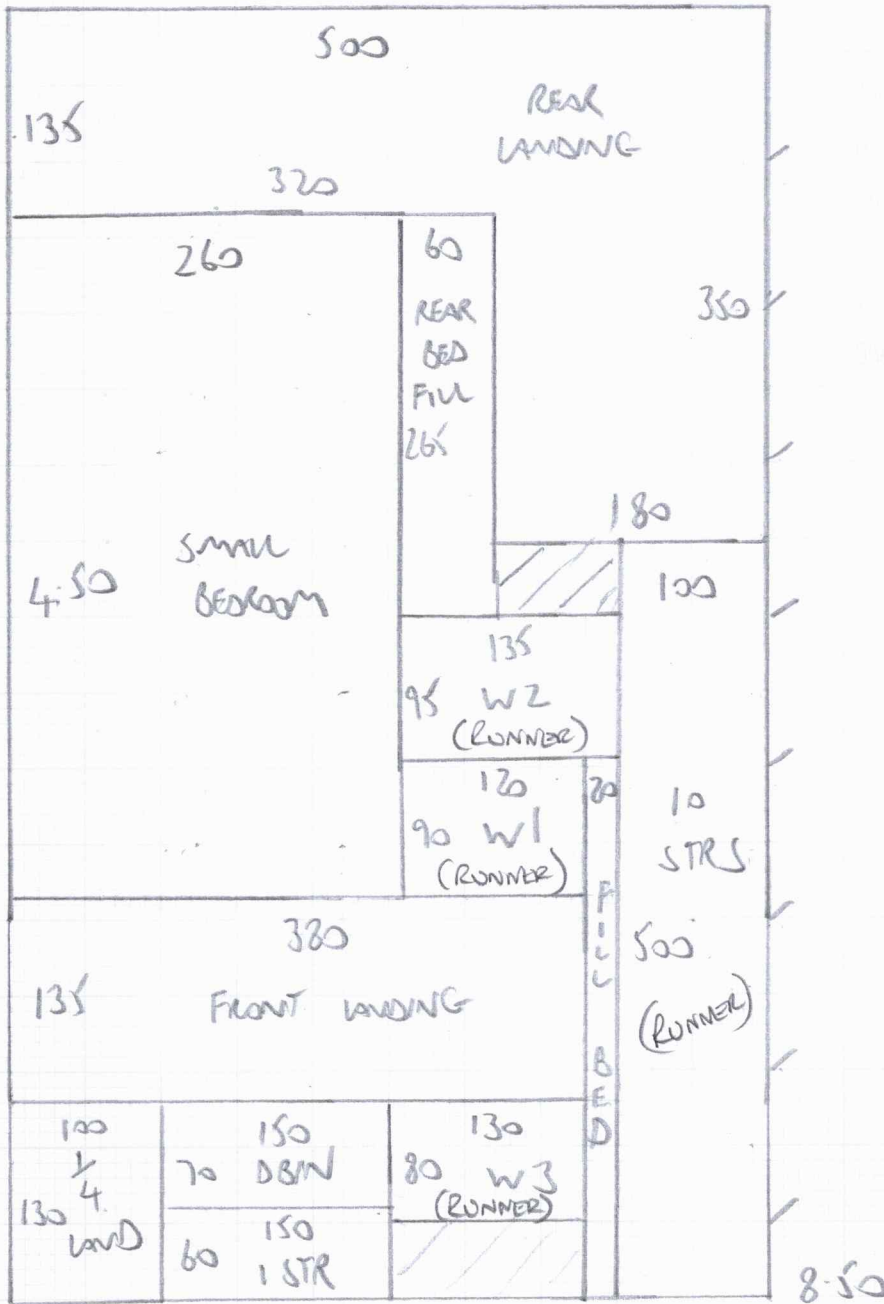 500
REAR
LANDING
135
320
260
60
REAR
BED
FILL
265
350
180
100
SMALL
BEDROOM
4.50
135
95 W2
(RUNNER)
120
90 W1
(RUNNER)
20
FILL BED
10
STRS
500
(RUNNER)
380
135
FRONT LANDING
100
1/4
LAND
130
150
70 DBIN
60
150
1 STR
130
80 W3
(RUNNER)
8.50